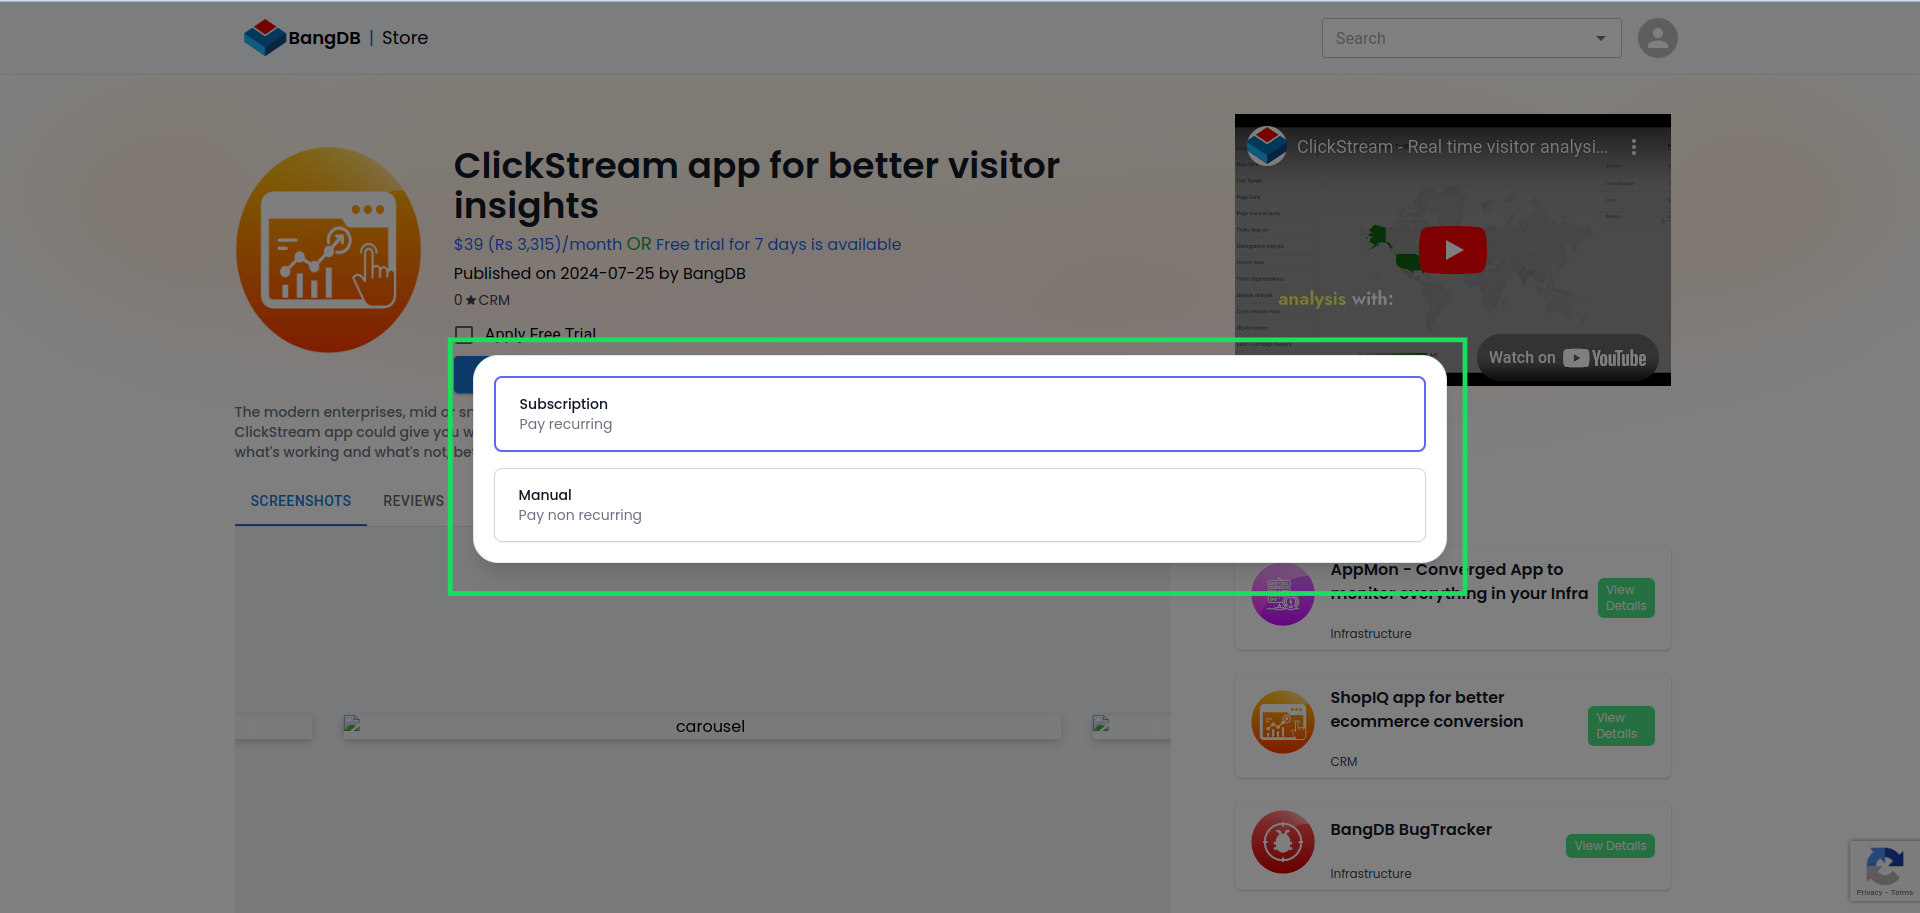 BangDB | Store
Search
ClickStream app for better visitor
insights
$39 (Rs 3,315)/month OR Free trial for 7 days is available
Published on 2024-07-25 by BangDB
0 ★ CRM
Apply Free Trial
ClickStream - Real time visitor analysi...
analysis with:
Watch on YouTube
Subscription
Pay recurring
Manual
Pay non recurring
The modern enterprises, mid or
ClickStream app could give you
what's working and what's not,
SCREENSHOTS
REVIEWS
carousel
AppMon - Converged App to
monitor everything in your Infra
Infrastructure
View
Details
ShopIQ app for better
ecommerce conversion
CRM
View
Details
BangDB BugTracker
Infrastructure
View Details
Privacy - Terms